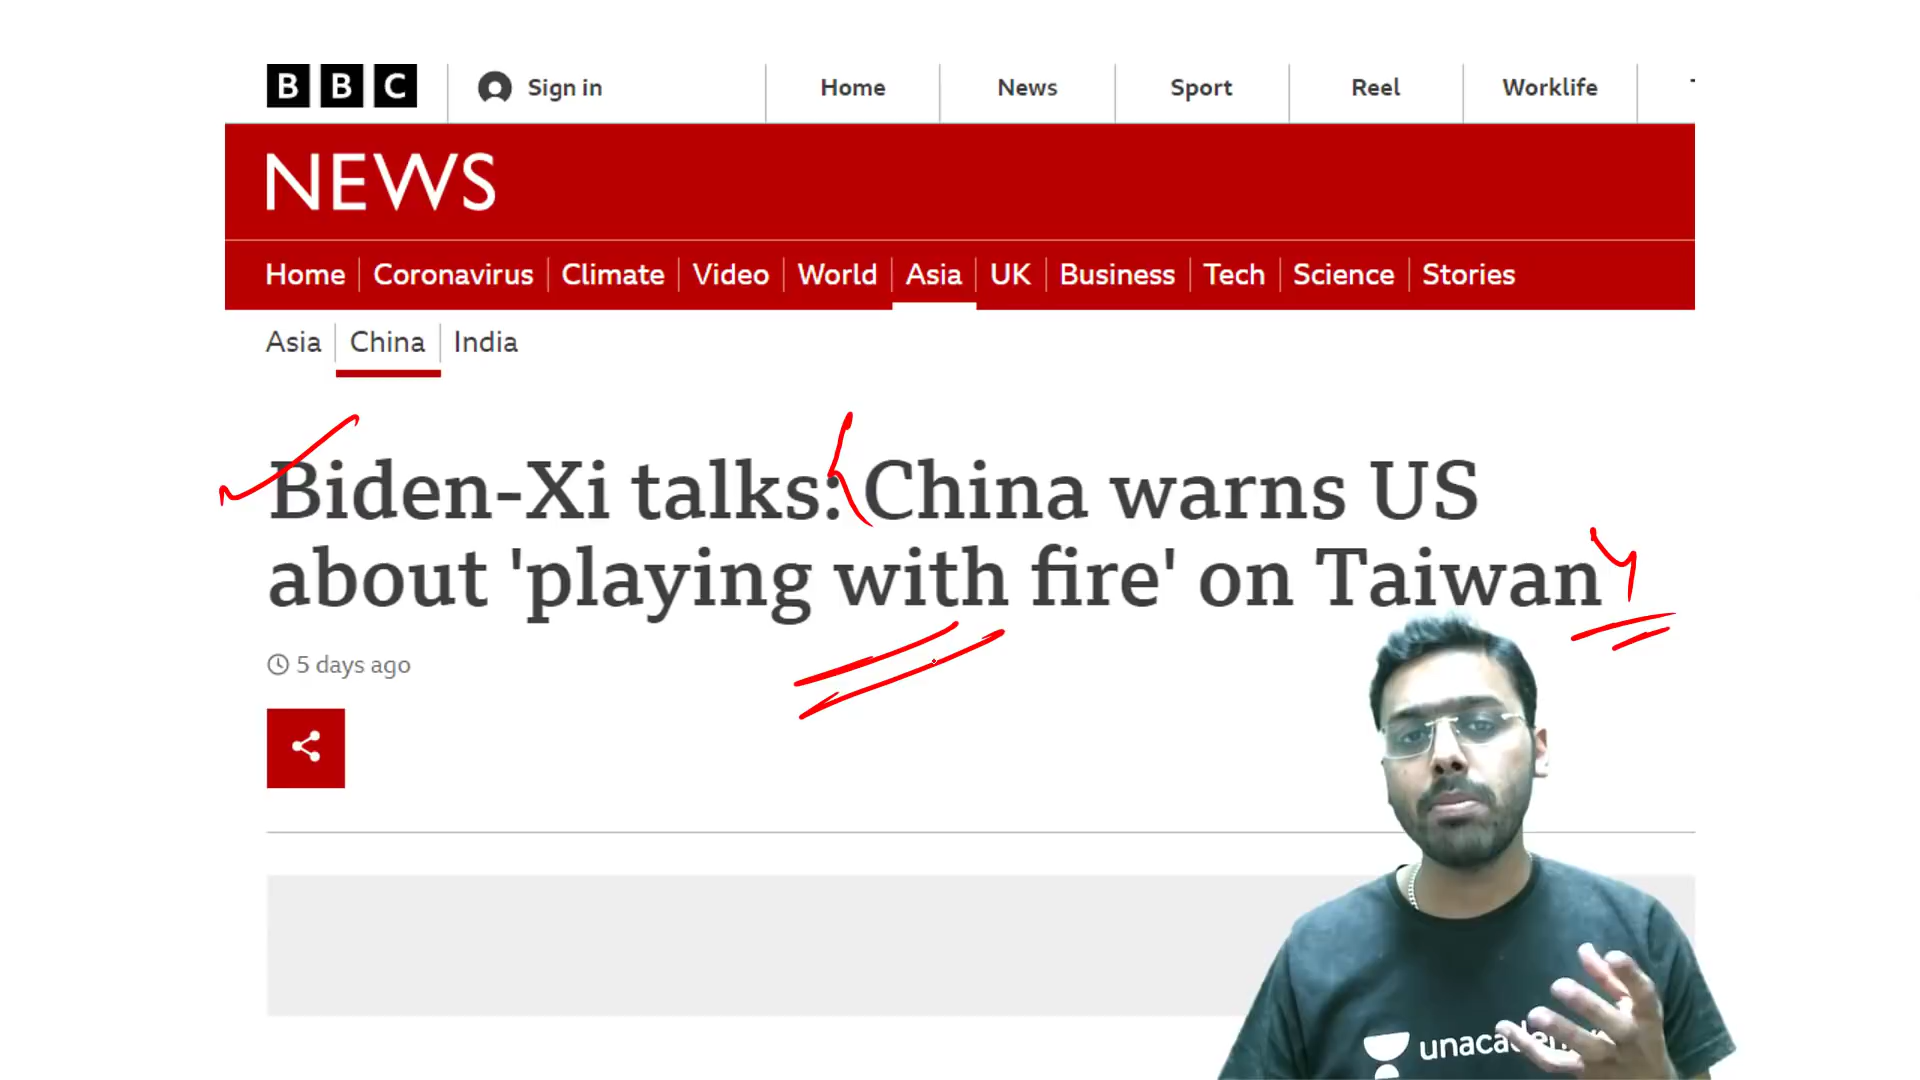 BBC Sign in Home News Sport Reel Worklife
NEWS
Home Coronavirus Climate Video World Asia UK Business Tech Science Stories
Asia China India
Biden-Xi talks: China warns US
about 'playing with fire' on Taiwan
5 days ago